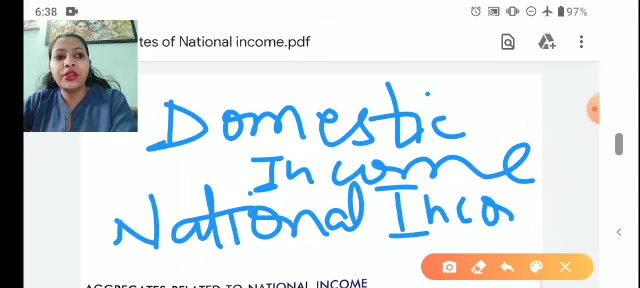 6:38 97%
tes of National income.pdf
Domestic
Income
National Inco
AGGREGATES RELATED TO NATIONAL INCOME